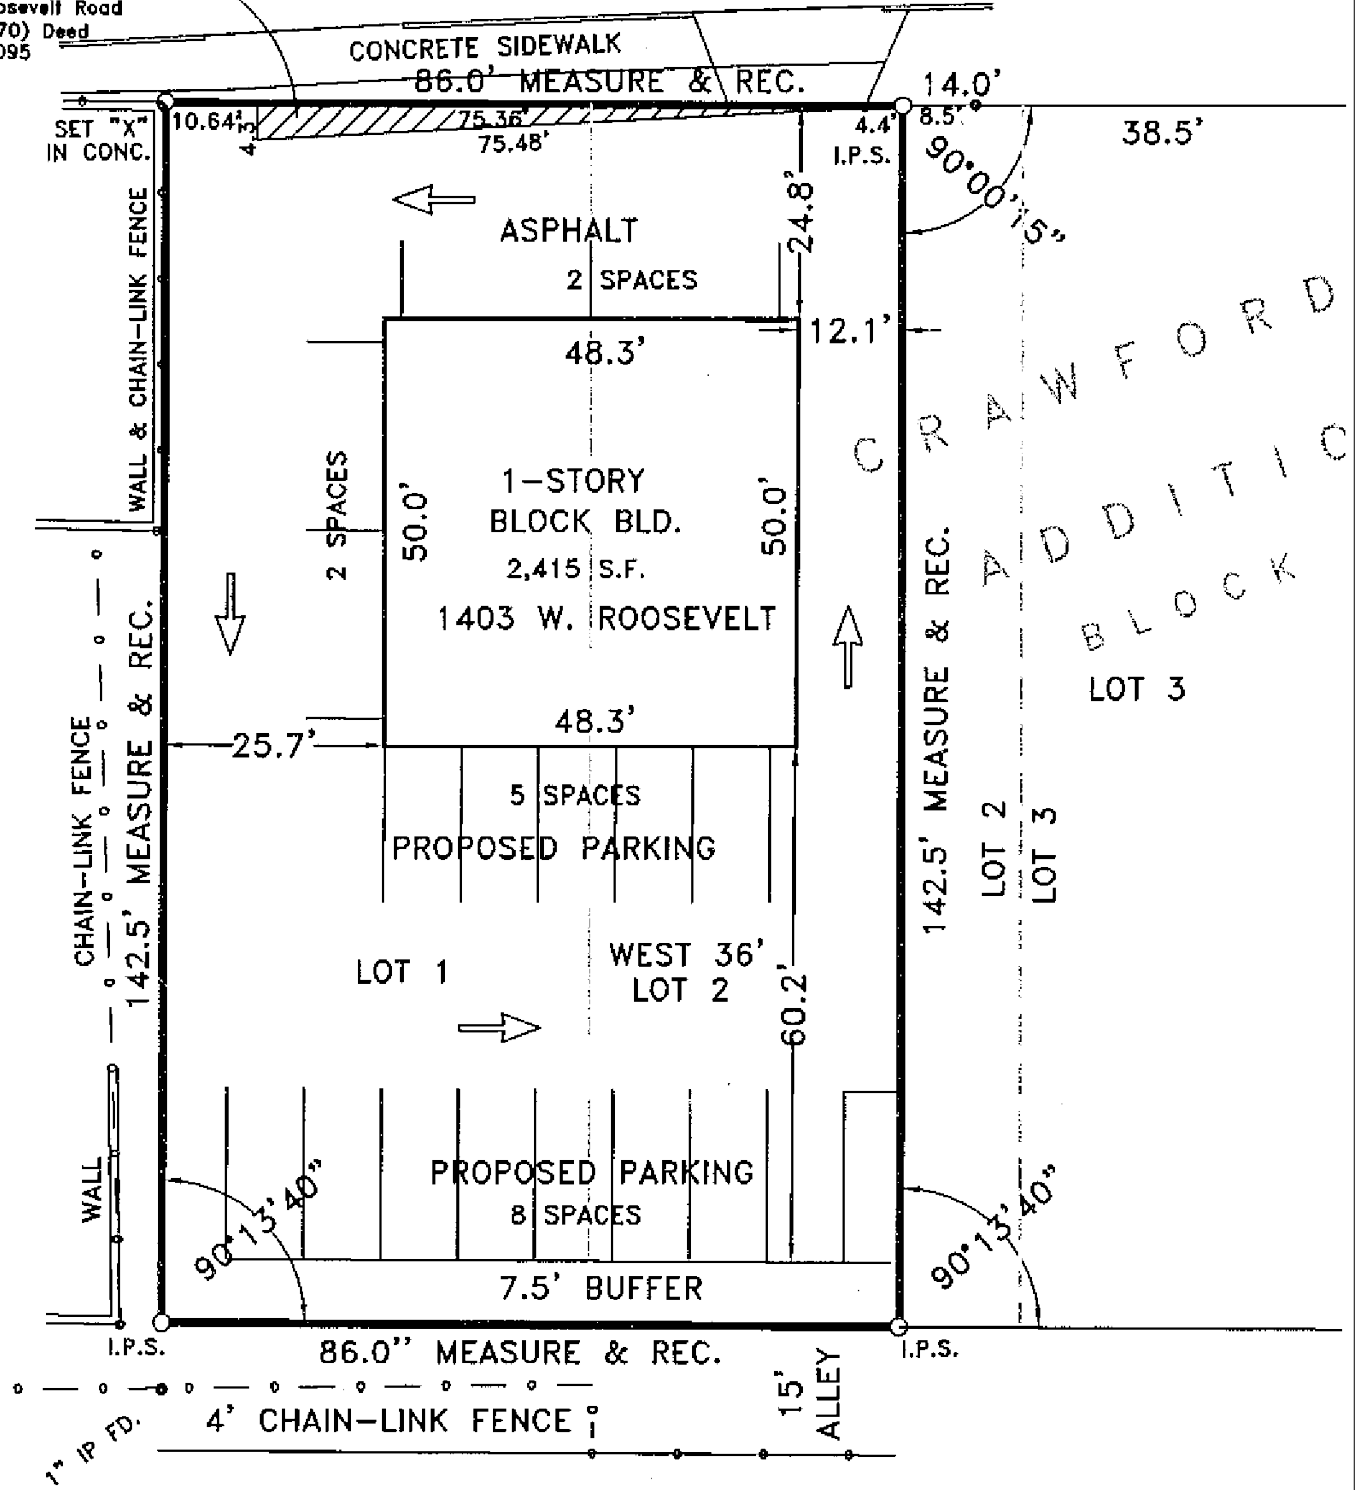 Road
70) Deed
095
CONCRETE SIDEWALK
86.0' MEASURE & REC.
14.0'
SET "X"
IN CONC.
10.64'
4.3'
75.36'
75.48'
4.4'
8.5'
I.P.S.
38.5'
90°00'15"
WALL & CHAIN-LINK FENCE
ASPHALT
24.8'
2 SPACES
12.1'
48.3'
CRAWFORD
ADDITIO
BLOCK
2 SPACES
50.0'
1-STORY
BLOCK BLD.
2,415 S.F.
1403 W. ROOSEVELT
50.0'
142.5' MEASURE & REC.
LOT 3
48.3'
25.7'
CHAIN-LINK FENCE
142.5' MEASURE & REC.
5 SPACES
PROPOSED PARKING
LOT 2
LOT 3
LOT 1
WEST 36'
LOT 2
60.2'
WALL
90°13'40"
PROPOSED PARKING
8 SPACES
90°13'40"
7.5' BUFFER
I.P.S.
86.0" MEASURE & REC.
I.P.S.
15'
ALLEY
1" IP FD.
4' CHAIN-LINK FENCE